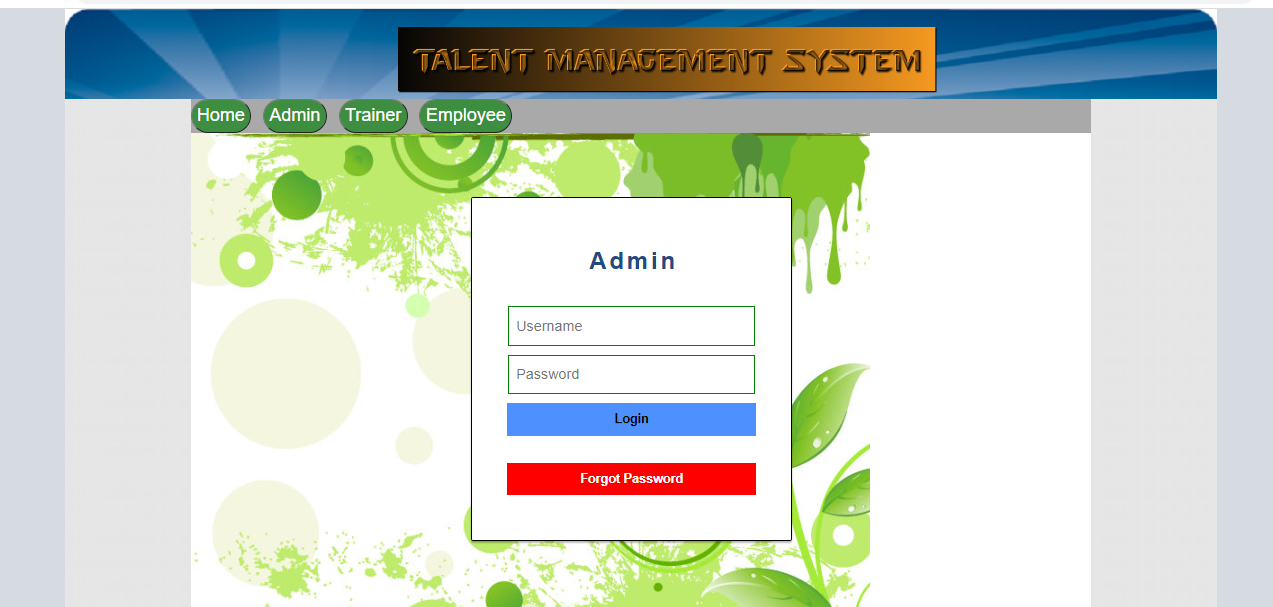 TALENT MANAGEMENT SYSTEM
Home Admin Trainer Employee
Admin
Username
Password
Login
Forgot Password